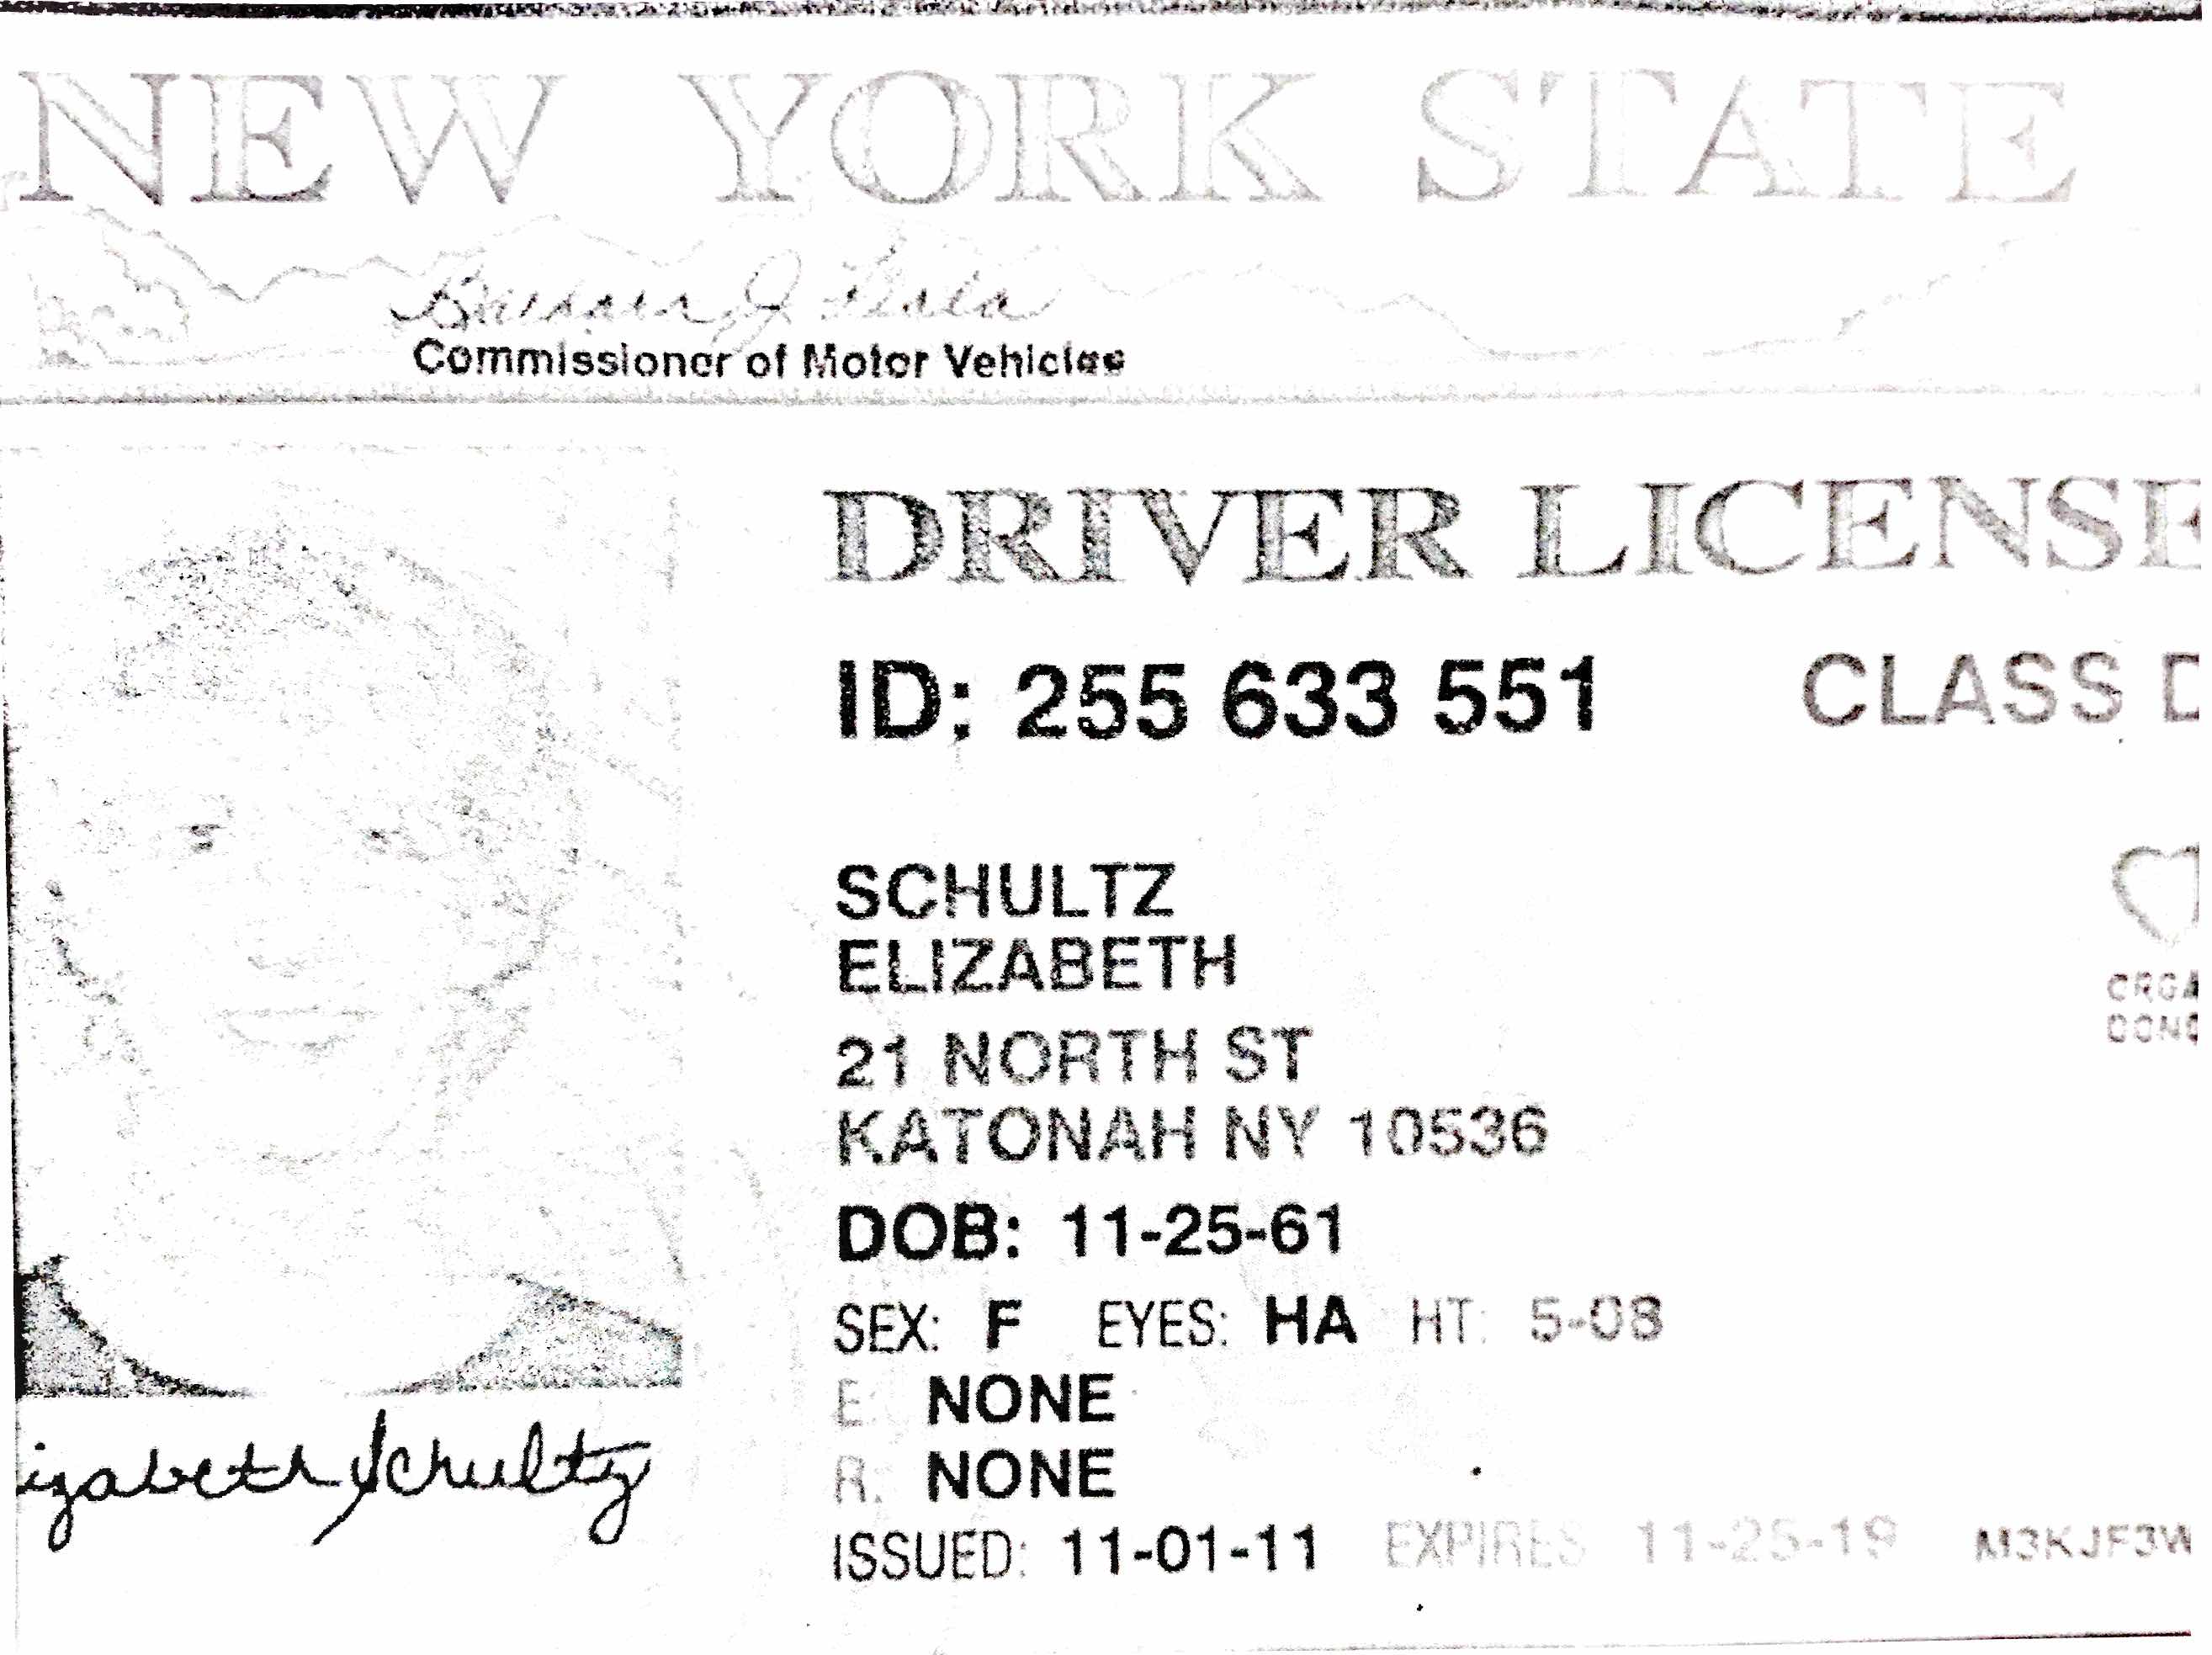 NEW YORK STATE
Commissioner of Motor Vehicles
DRIVER LICENSE
ID: 255 633 551 CLASS D
SCHULTZ
ELIZABETH
21 NORTH ST
KATONAH NY 10536
DOB: 11-25-61
SEX: F EYES: HA HT: 5-08
E: NONE
R: NONE
ISSUED: 11-01-11 EXPIRES 11-25-19 M3KJF3W
ORGA
DONO
izabeth Schultz